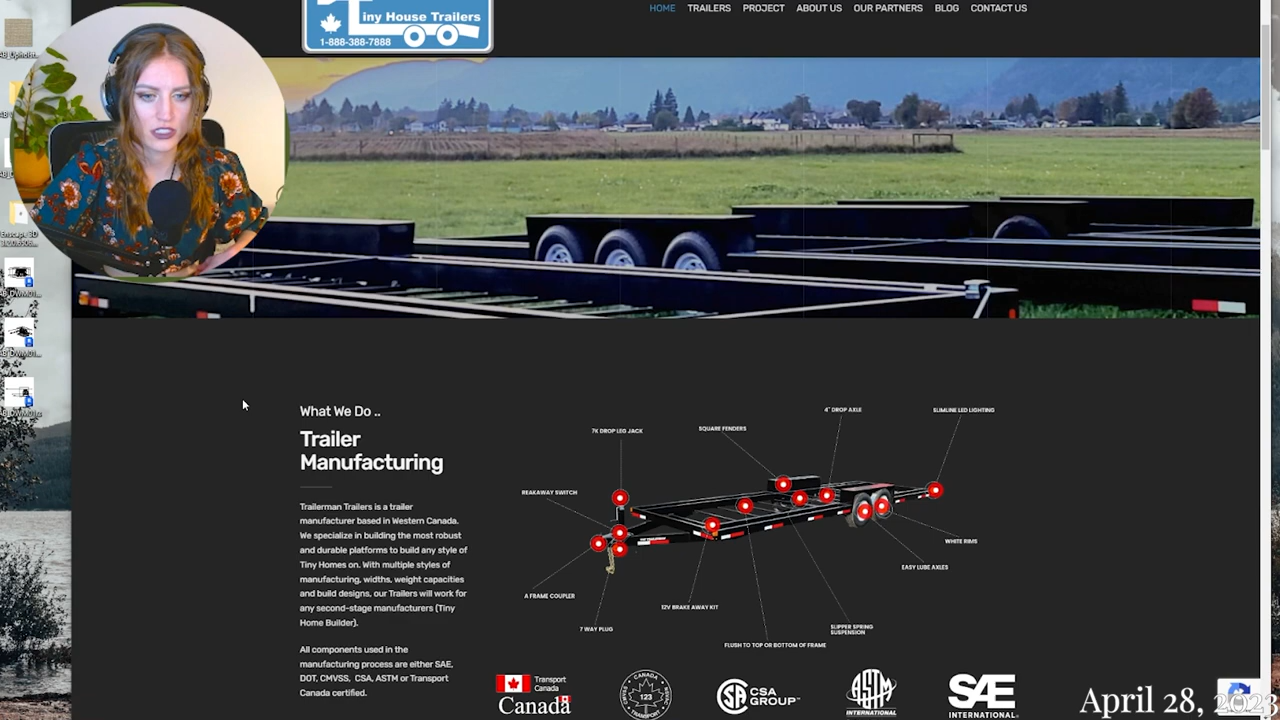 iny House Trailers
1-888-388-7888
HOME TRAILERS PROJECT ABOUT US OUR PARTNERS BLOG CONTACT US
What We Do ..
Trailer
Manufacturing
Trailerman Trailers is a trailer
manufacturer based in Western Canada.
We specialize in building the most robust
and durable platforms to build any style of
Tiny Homes on. With multiple styles of
manufacturing, widths, weight capacities
and build designs, our Trailers will work for
any second-stage manufacturers (Tiny
Home Builder).
All components used in the
manufacturing process are either SAE,
DOT, CMVSS, CSA, ASTM or Transport
Canada certified.
4" DROP AXLE
SLIMLINE LED LIGHTING
SQUARE FENDERS
7K DROP LEG JACK
REAKAWAY SWITCH
WHITE RIMS
EASY LUBE AXLES
A FRAME COUPLER
12V BRAKE AWAY KIT
7 WAY PLUG
SLIPPER SPRING
SUSPENSION
FLUSH TO TOP OR BOTTOM OF FRAME
Transport
Canada
Canada
CANADA
TRANSPORT
123
CSA
GROUP™
ASTM
INTERNATIONAL
SAE
INTERNATIONAL
April 28, 2023